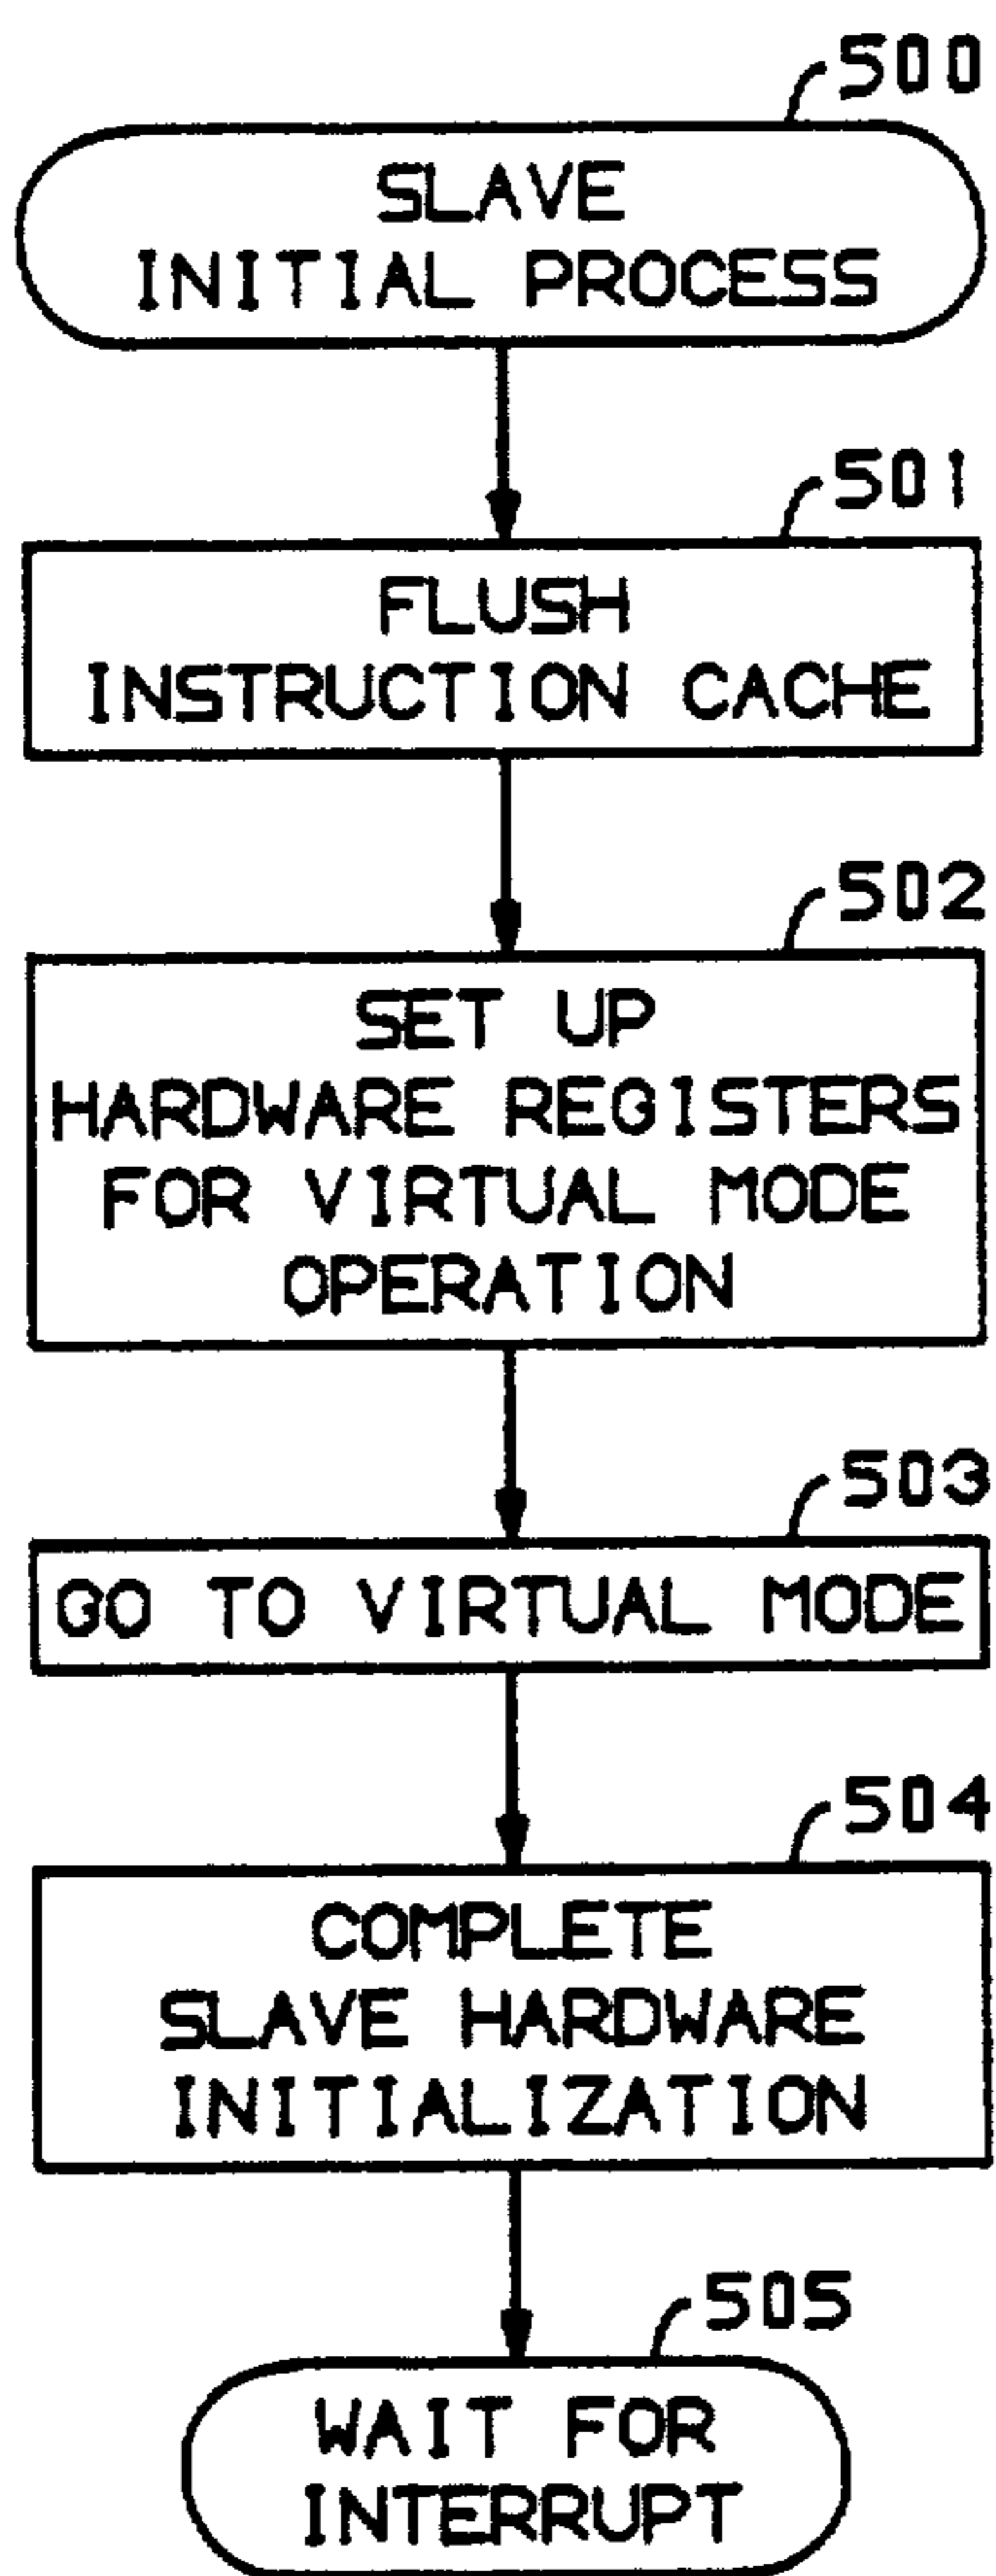 500
SLAVE
INITIAL PROCESS
501
FLUSH
INSTRUCTION CACHE
502
SET UP
HARDWARE REGISTERS
FOR VIRTUAL MODE
OPERATION
503
GO TO VIRTUAL MODE
504
COMPLETE
SLAVE HARDWARE
INITIALIZATION
505
WAIT FOR
INTERRUPT